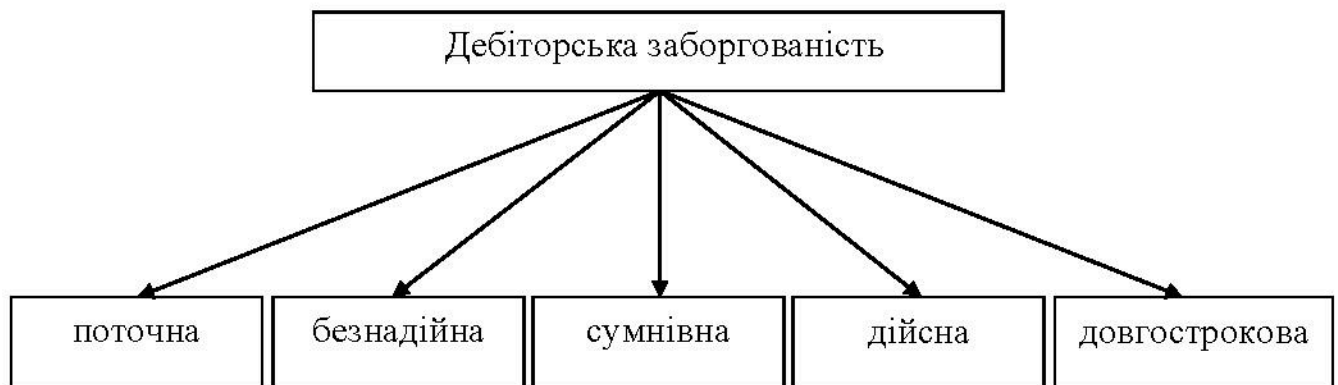 Дебіторська заборгованість
поточна
безнадійна
сумнівна
дійсна
довгострокова